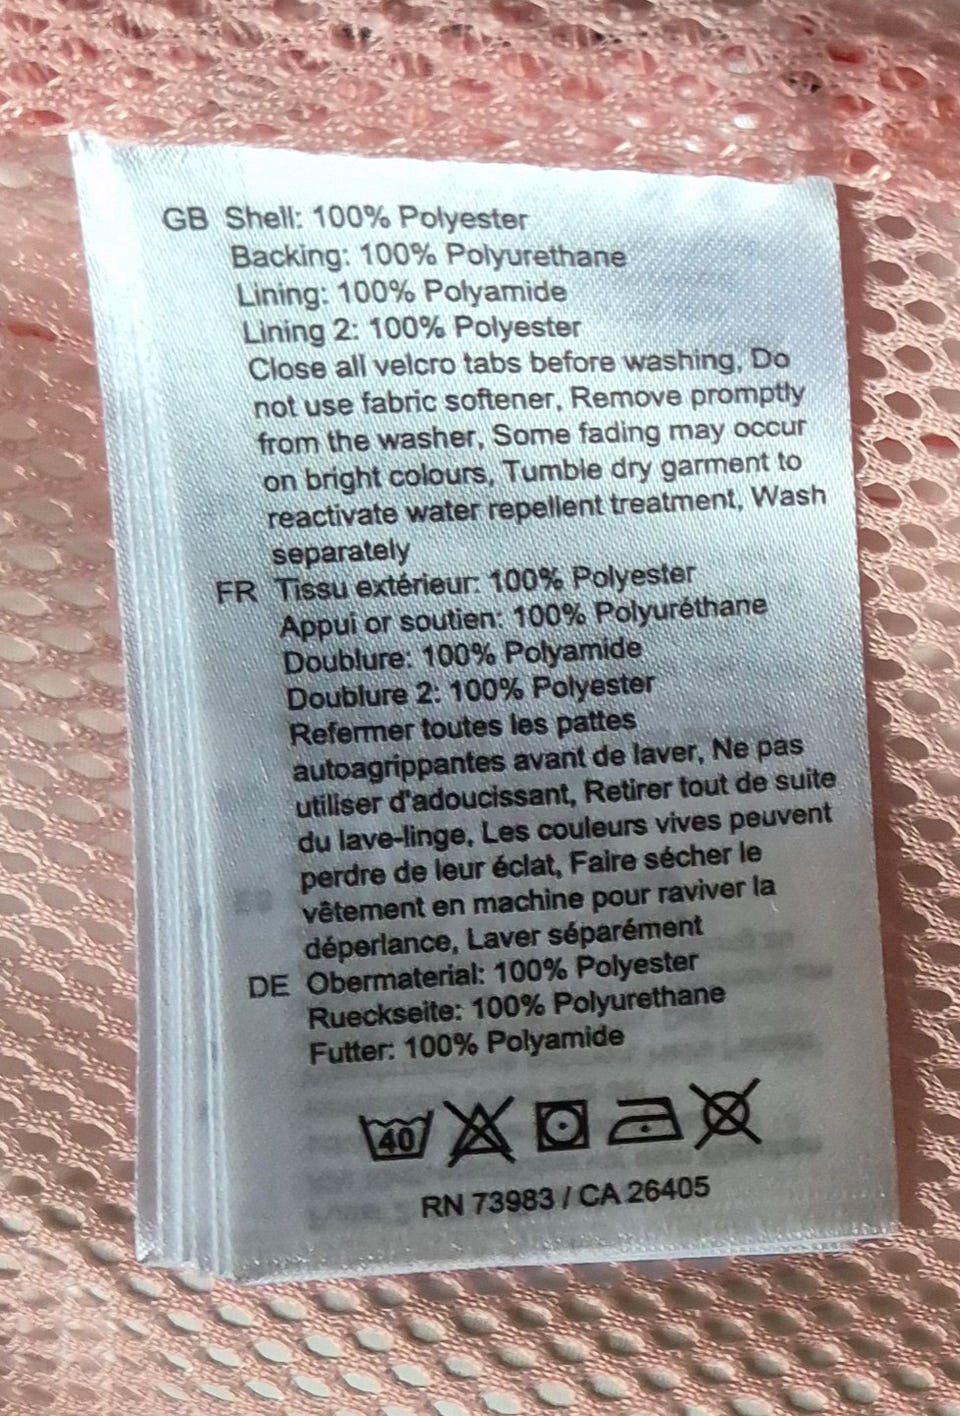 GB Shell: 100% Polyester
Backing: 100% Polyurethane
Lining: 100% Polyamide
Lining 2: 100% Polyester
Close all velcro tabs before washing, Do
not use fabric softener, Remove promptly
from the washer, Some fading may occur
on bright colours, Tumble dry garment to
reactivate water repellent treatment, Wash
separately
FR Tissu extérieur: 100% Polyester
Appui or soutien: 100% Polyuréthane
Doublure: 100% Polyamide
Doublure 2: 100% Polyester
Refermer toutes les pattes
autoagrippantes avant de laver, Ne pas
utiliser d'adoucissant, Retirer tout de suite
du lave-linge, Les couleurs vives peuvent
perdre de leur éclat, Faire sécher le
vêtement en machine pour raviver la
déperlance, Laver séparément
DE Obermaterial: 100% Polyester
Rueckseite: 100% Polyurethane
Futter: 100% Polyamide
40
RN 73983 / CA 26405